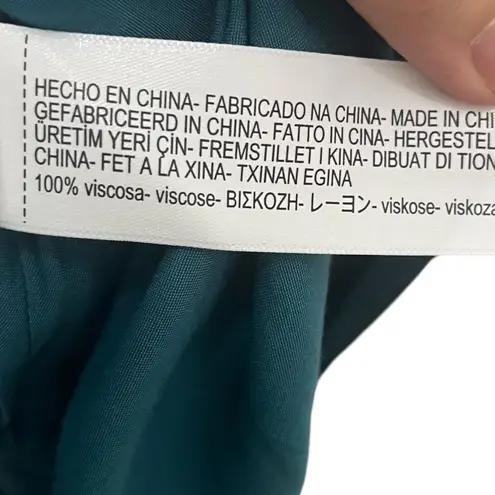 HECHO EN CHINA- FABRICADO NA CHINA- MADE IN CHI
GEFABRICEERD IN CHINA- FATTO IN CINA- HERGESTEL
ÜRETİM YERİ ÇİN- FREMSTILLET I KINA- DIBUAT DI TION
CHINA- FET A LA XINA- TXINAN EGINA
100% viscosa- viscose- ΒΙΣΚΟΖΗ- レーヨン- viskose- viskoza